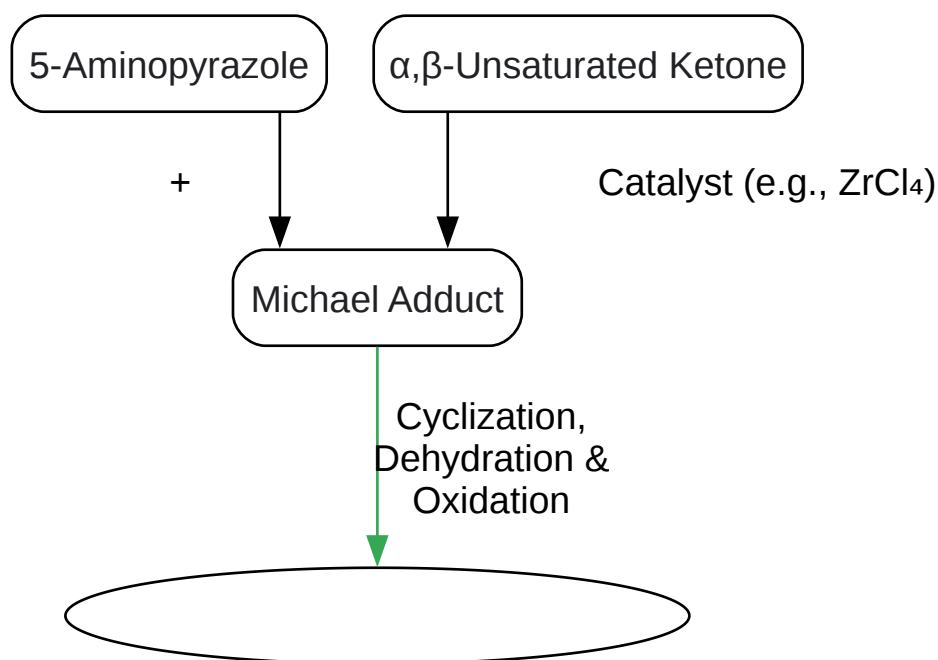 5-Aminopyrazole
α,β-Unsaturated Ketone
+
Catalyst (e.g., ZrCl₄)
Michael Adduct
Cyclization,
Dehydration &
Oxidation